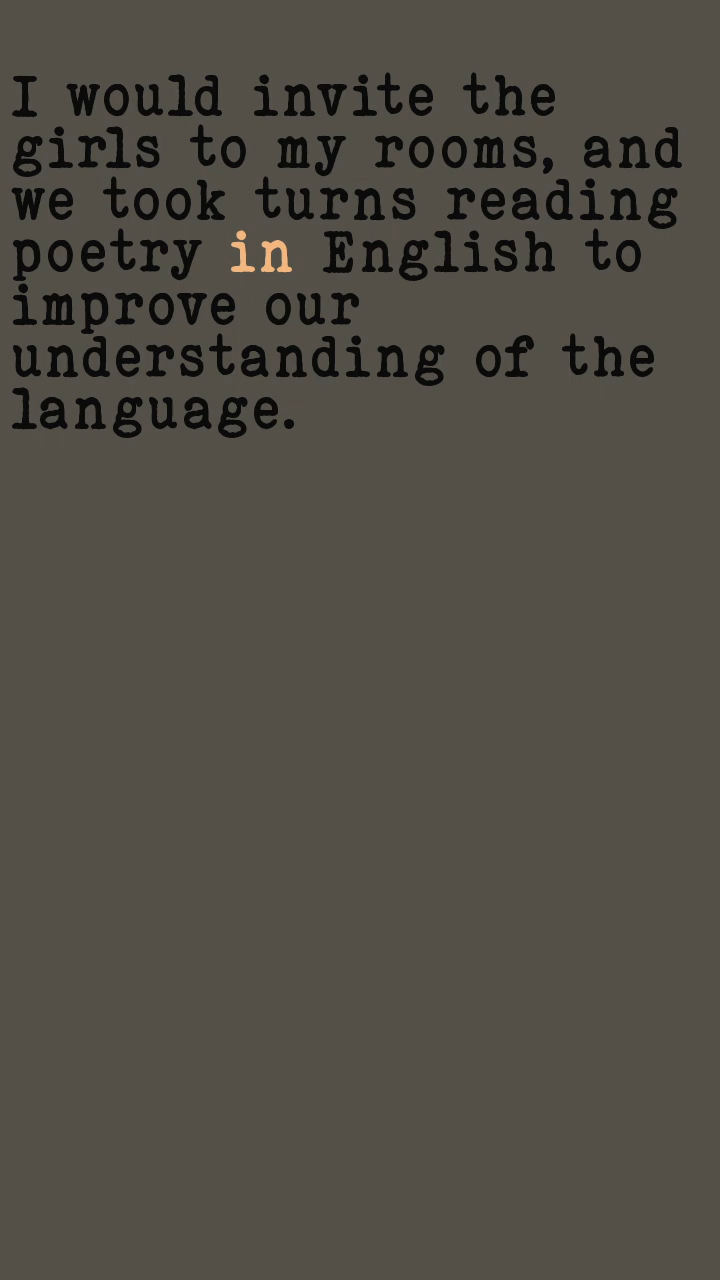 I would invite the
girls to my rooms, and
we took turns reading
poetry in English to
improve our
understanding of the
language.